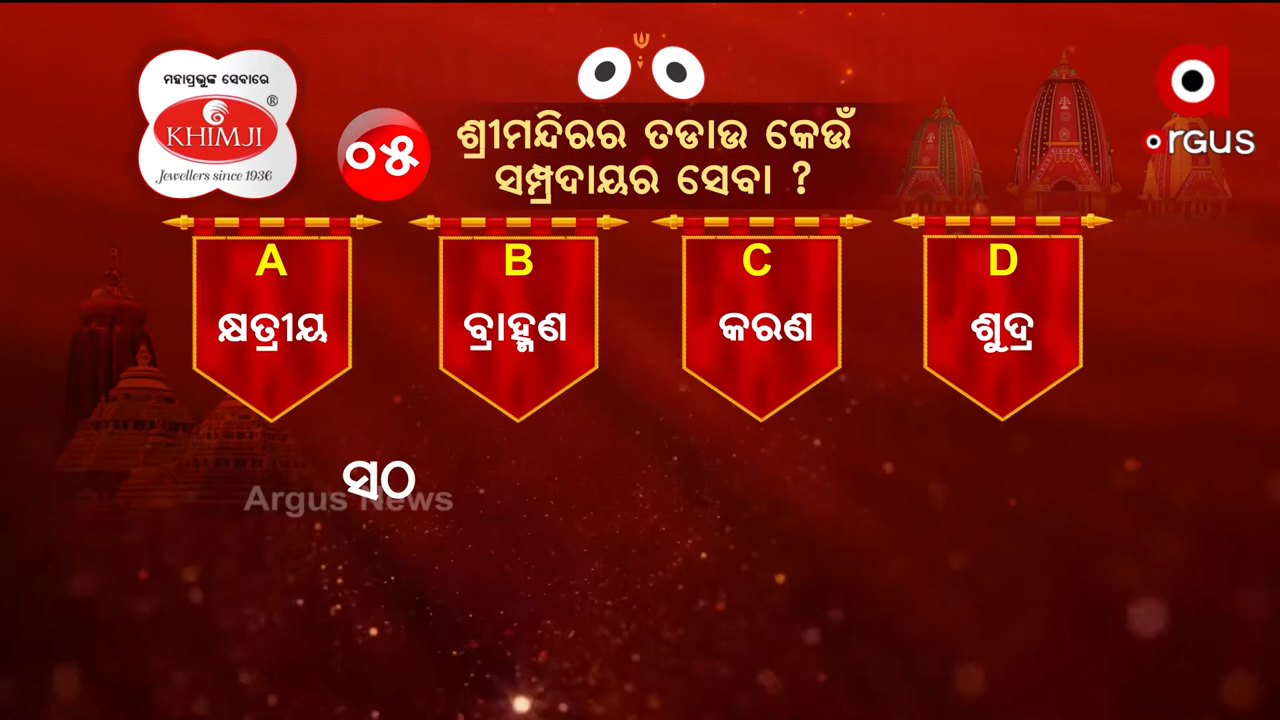 ମହାପ୍ରଭୁଙ୍କ ସେବାରେ
KHIMJI ®
Jewellers since 1936
୦୫
ଶ୍ରୀମନ୍ଦିରର ତଡାଉ କେଉଁ
ସମ୍ପ୍ରଦାୟର ସେବା ?
argus
A
B
C
D
କ୍ଷତ୍ରୀୟ
ବ୍ରାହ୍ମଣ
କରଣ
ଶୁଦ୍ର
ସଠ
Argus News